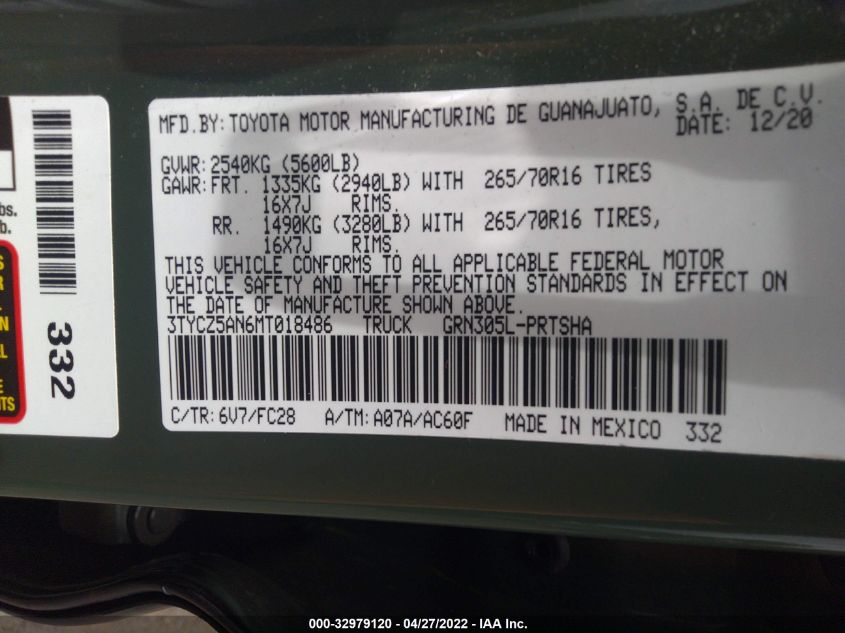 MFD.BY: TOYOTA MOTOR MANUFACTURING DE GUANAJUATO, S.A. DE C.V.
DATE: 12/20
GVWR: 2540KG (5600LB)
GAWR: FRT. 1335KG (2940LB) WITH 265/70R16 TIRES
16X7J RIMS.
RR. 1490KG (3280LB) WITH 265/70R16 TIRES,
16X7J RIMS.
THIS VEHICLE CONFORMS TO ALL APPLICABLE FEDERAL MOTOR
VEHICLE SAFETY AND THEFT PREVENTION STANDARDS IN EFFECT ON
THE DATE OF MANUFACTURE SHOWN ABOVE.
3TYCZ5AN6MT018486 TRUCK GRN305L-PRTSHA
C/TR: 6V7/FC28 A/TM: A07A/AC60F MADE IN MEXICO 332
332
bs.
b.
000-32979120 - 04/27/2022 - IAA Inc.